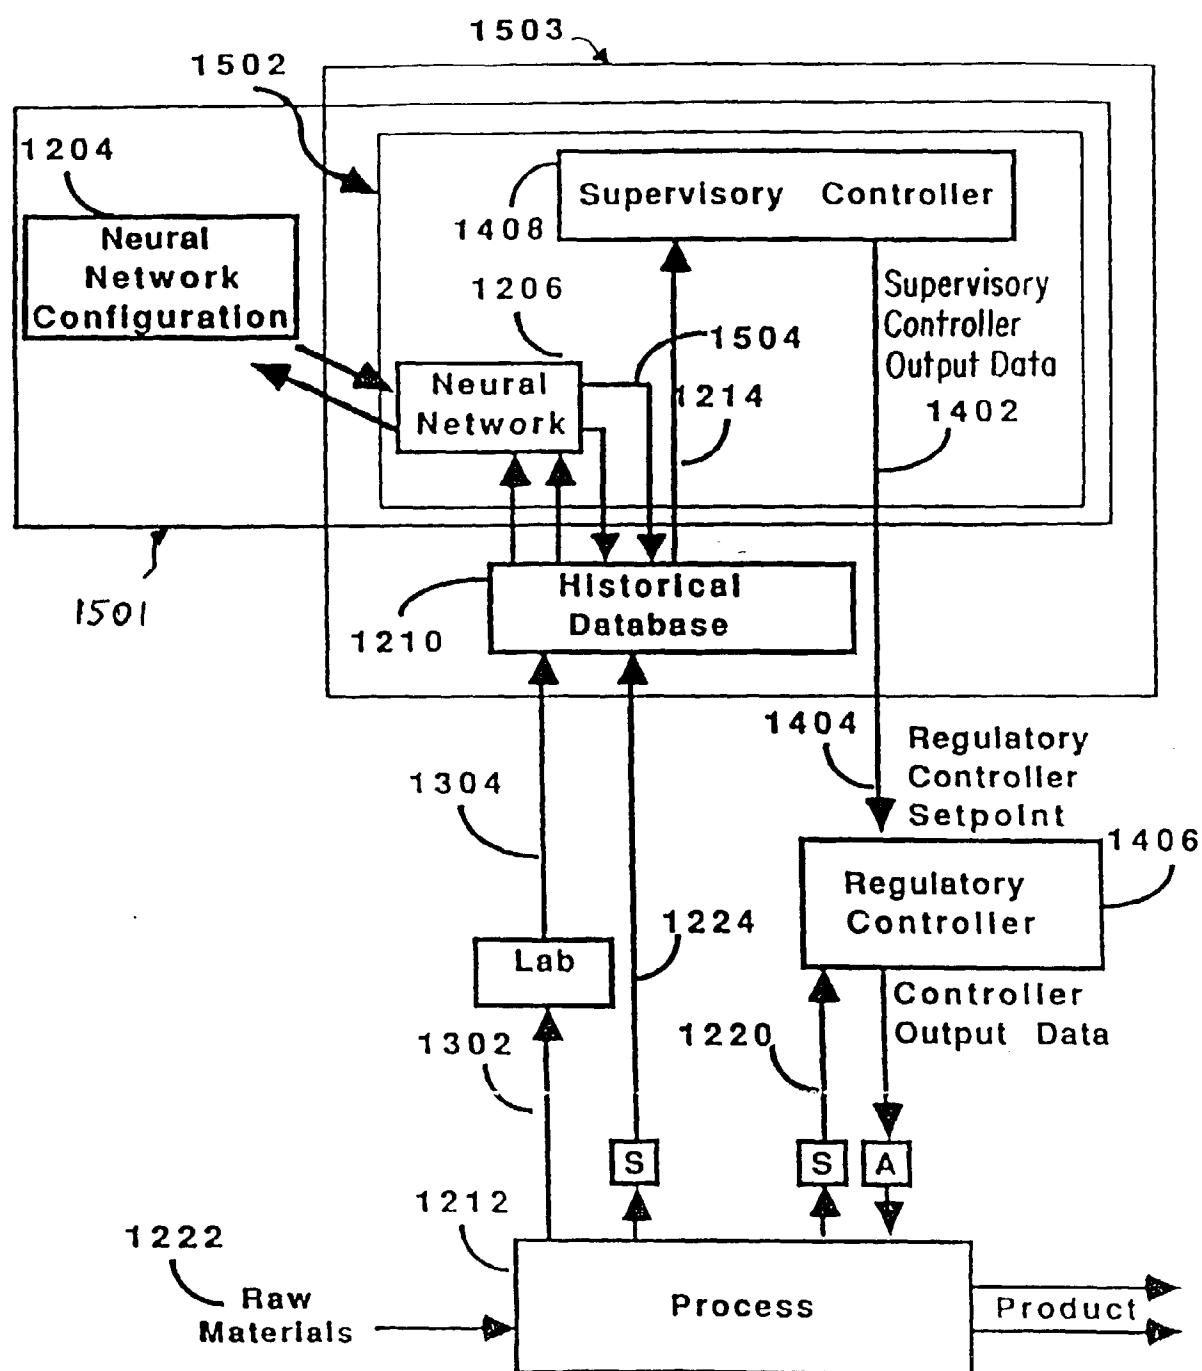 1503
1502
1204
Supervisory Controller
1408
Neural
Network
Configuration
1206
Supervisory
Controller
Output Data
1504
Neural
Network
1214
1402
1501
Historical
Database
1210
1404
Regulatory
Controller
Setpoint
1304
1406
Regulatory
Controller
1224
Lab
Controller
Output Data
1302
1220
S
S
A
1212
1222
Raw
Materials
Process
Product